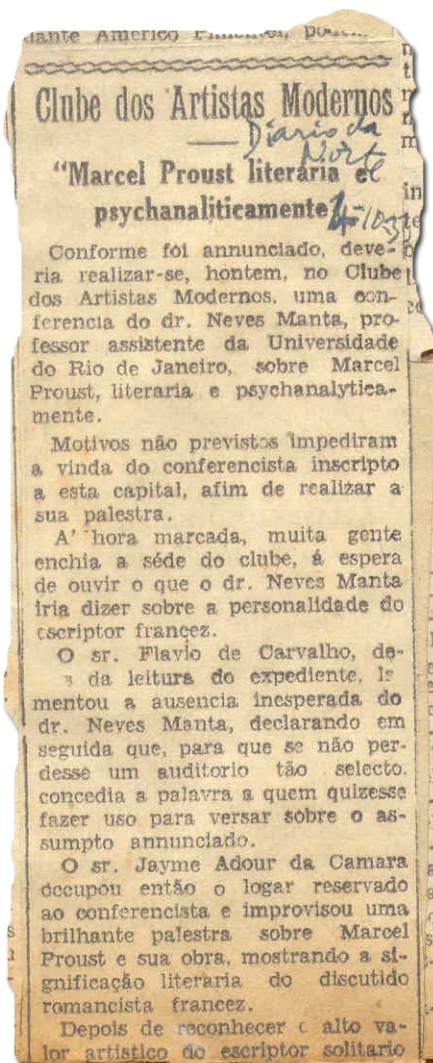 Clube dos Artistas Modernos
Diario da
Noite
"Marcel Proust literaria e
psychanaliticamente"
Conforme foi annunciado, deve-
ria realizar-se, hontem, no Clube
dos Artistas Modernos, uma con-
ferencia do dr. Neves Manta, pro-
fessor assistente da Universidade
do Rio de Janeiro, sobre Marcel
Proust, literaria e psychanalytica-
mente.
Motivos não previstos impediram
a vinda do conferencista inscripto
a esta capital, afim de realizar a
sua palestra.
A' hora marcada, muita gente
enchia a séde do clube, á espera
de ouvir o que o dr. Neves Manta
iria dizer sobre a personalidade do
escriptor francez.
O sr. Flavio de Carvalho, de-
s da leitura do expediente, la
mentou a ausencia inesperada do
dr. Neves Manta, declarando em
seguida que, para que se não per-
desse um auditorio tão selecto,
concedia a palavra a quem quizesse
fazer uso para versar sobre o as-
sumpto annunciado.
O sr. Jayme Adour da Camara
occupou então o logar reservado
ao conferencista e improvisou uma
brilhante palestra sobre Marcel
Proust e sua obra, mostrando a si-
gnificação literaria do discutido
romancista francez.
Depois de reconhecer o alto va-
lor artistico do escriptor solitario